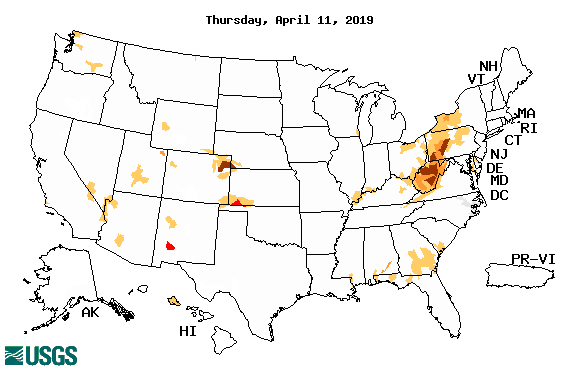 Thursday, April 11, 2019
NH
VT
MA
RI
CT
NJ
DE
MD
DC
PR-VI
AK
HI
USGS